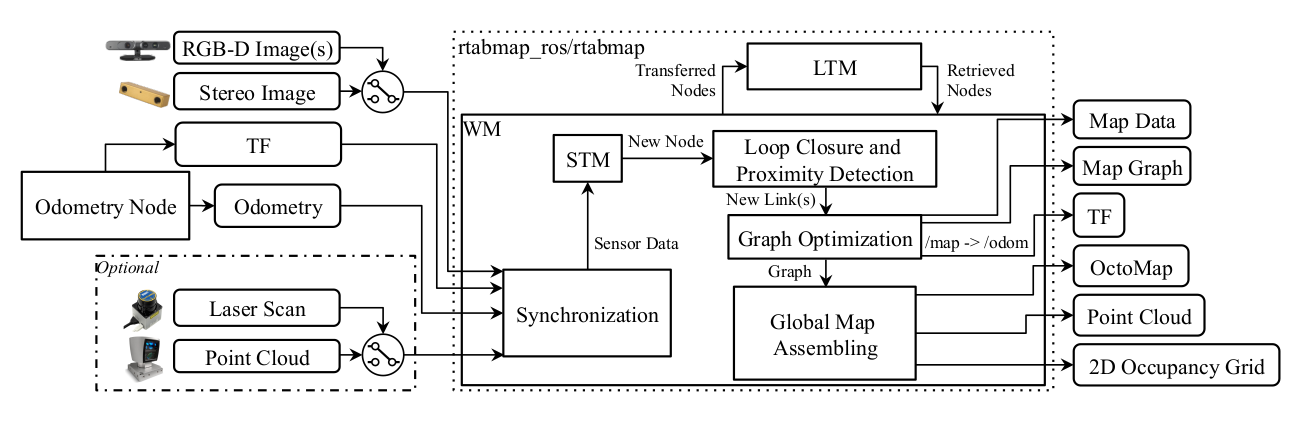 RGB-D Image(s)
Stereo Image
TF
Odometry Node
Odometry
Optional
Laser Scan
Point Cloud
rtabmap_ros/rtabmap
Transferred
Nodes
LTM
Retrieved
Nodes
WM
STM
New Node
Loop Closure and
Proximity Detection
New Link(s)
Sensor Data
Graph Optimization
/map -> /odom
Graph
Synchronization
Global Map
Assembling
Map Data
Map Graph
TF
OctoMap
Point Cloud
2D Occupancy Grid